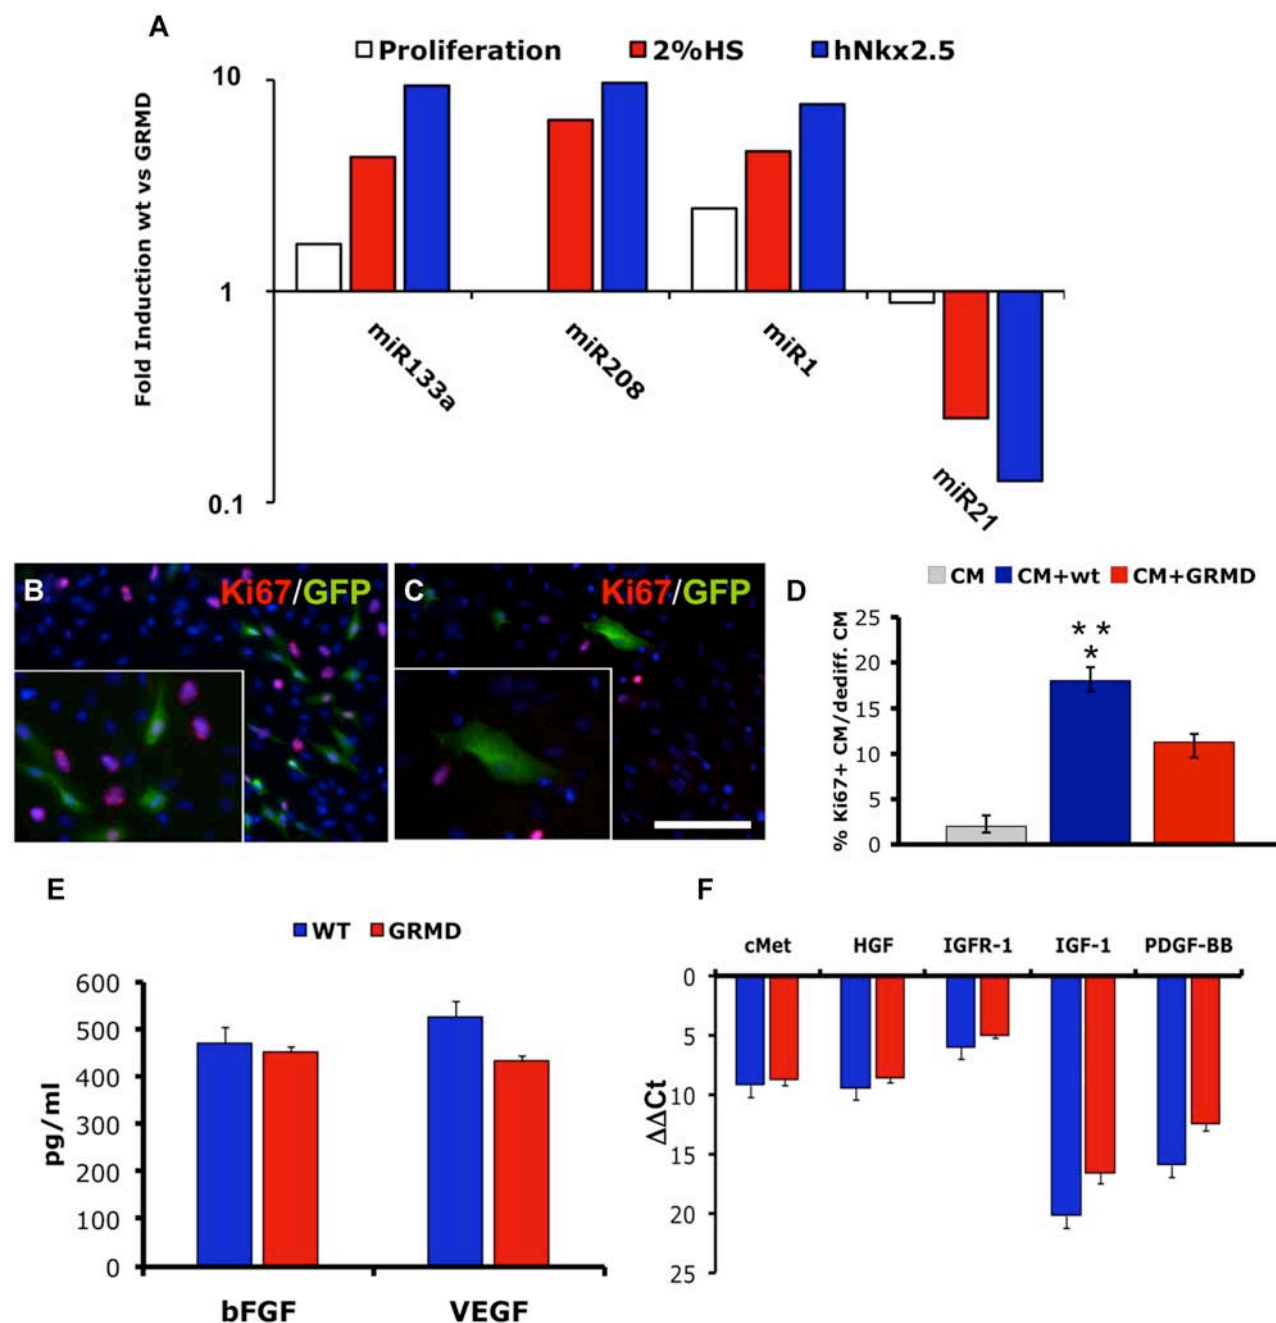 A
Proliferation 2%HS hNkx2.5
Fold Induction wt vs GRMD
10
1
0.1
miR133a
miR208
miR1
miR21
B
Ki67/GFP
C
Ki67/GFP
D
CM CM+wt CM+GRMD
% Ki67+ CM/dediff. CM
25
20
15
10
5
0
* *
*
E
WT GRMD
pg/ml
600
500
400
300
200
100
0
bFGF VEGF
F
cMet HGF IGFR-1 IGF-1 PDGF-BB
ΔΔCt
0
5
10
15
20
25